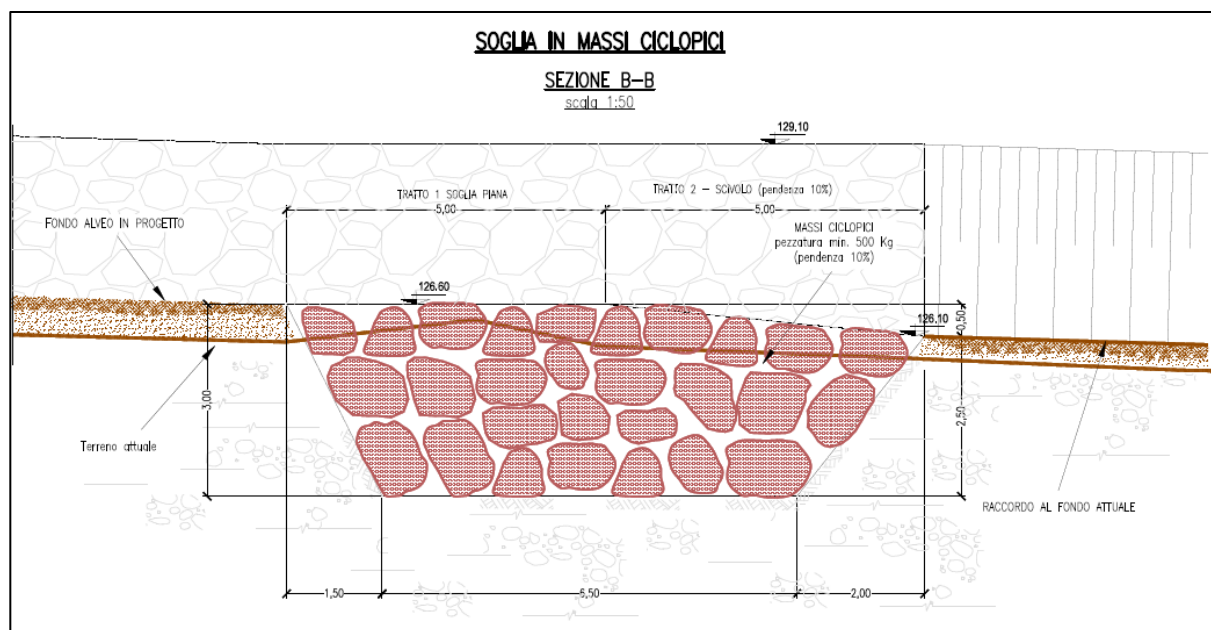 SOGLIA IN MASSI CICLOPICI
SEZIONE B-B
scala 1:50
129.10
TRATTO 1 SOGLIA PIANA
5,00
TRATTO 2 - SCIVOLO (pendenza 10%)
5,00
FONDO ALVEO IN PROGETTO
MASSI CICLOPICI
pezzatura min. 500 Kg
(pendenza 10%)
126.60
126.10
0,50
3,00
2,50
Terreno attuale
RACCORDO AL FONDO ATTUALE
1,50
6,50
2,00